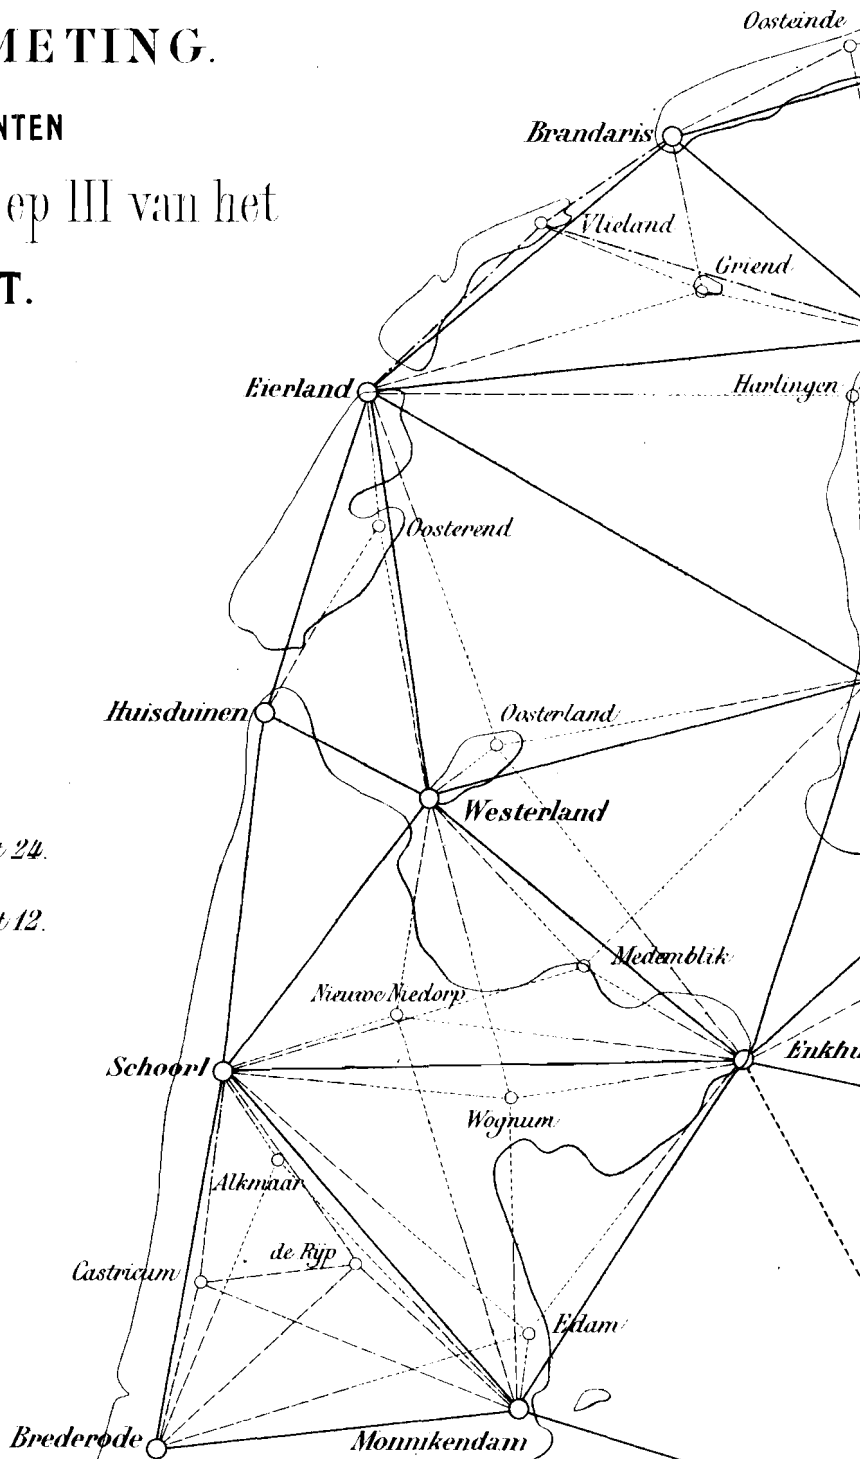 METING.
Osteinde
NTEN
Brandaris
ep III van het
Vlieland
Griend
T.
Eierland
Harlingen
Oosterend
Huisduinen
Oosterland
Westerland
t 24.
t 12.
Medemblik
Nieuwe Niedorp
Schoorl
Enkhu
Wognum
Alkmaar
de Ryp
Castricum
Edam
Brederode
Monnikendam